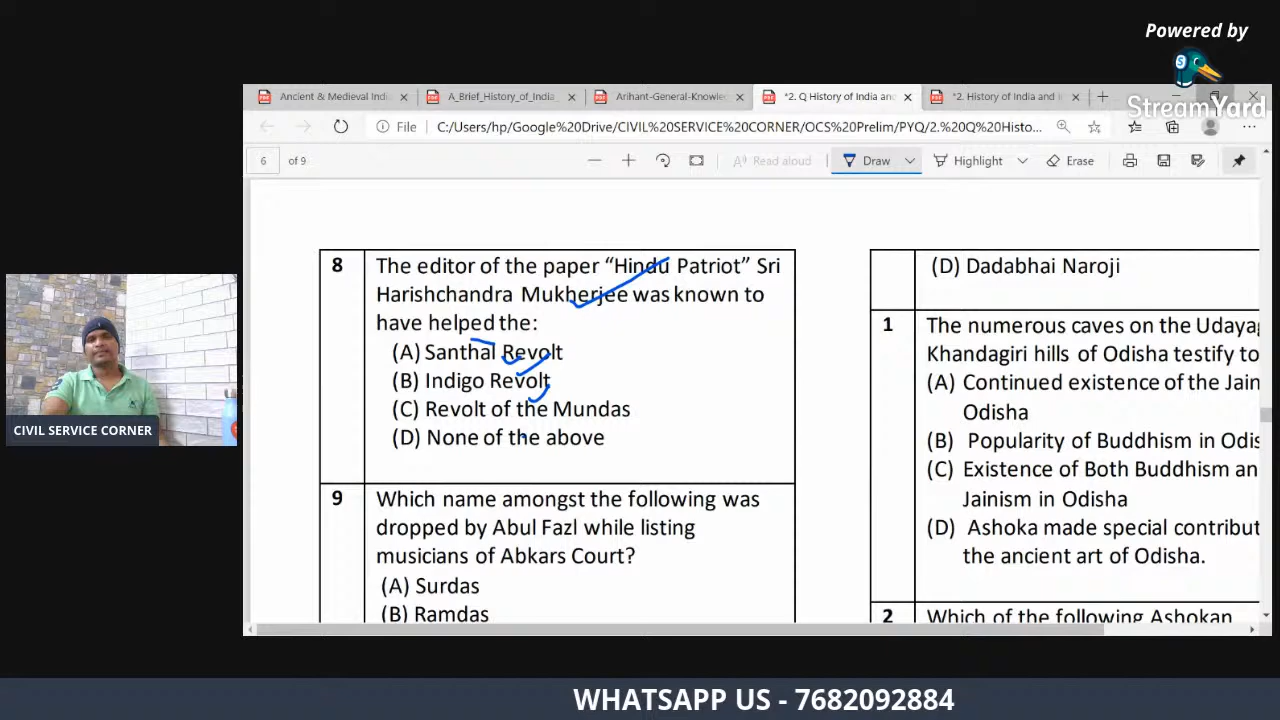 Powered by
S
StreamYard
Ancient & Medieval Indi
A_Brief_History_of_India_
Arihant-General-Knowle
*2. Q History of India an
*2. History of India and I
File
C:/Users/hp/Google%20Drive/CIVIL%20SERVICE%20CORNER/OCS%20Prelim/PYQ/2.%20Q%20Histo...
6 of 9
Read aloud
Draw
Highlight
Erase
8
The editor of the paper “Hindu Patriot” Sri
Harishchandra Mukherjee was known to
have helped the:
(A) Santhal Revolt
(B) Indigo Revolt
(C) Revolt of the Mundas
(D) None of the above
9
Which name amongst the following was
dropped by Abul Fazl while listing
musicians of Abkars Court?
(A) Surdas
(B) Ramdas
(D) Dadabhai Naroji
1
The numerous caves on the Udayag
Khandagiri hills of Odisha testify to
(A) Continued existence of the Jain
Odisha
(B) Popularity of Buddhism in Odis
(C) Existence of Both Buddhism an
Jainism in Odisha
(D) Ashoka made special contribut
the ancient art of Odisha.
2
Which of the following Ashokan
CIVIL SERVICE CORNER
WHATSAPP US - 7682092884